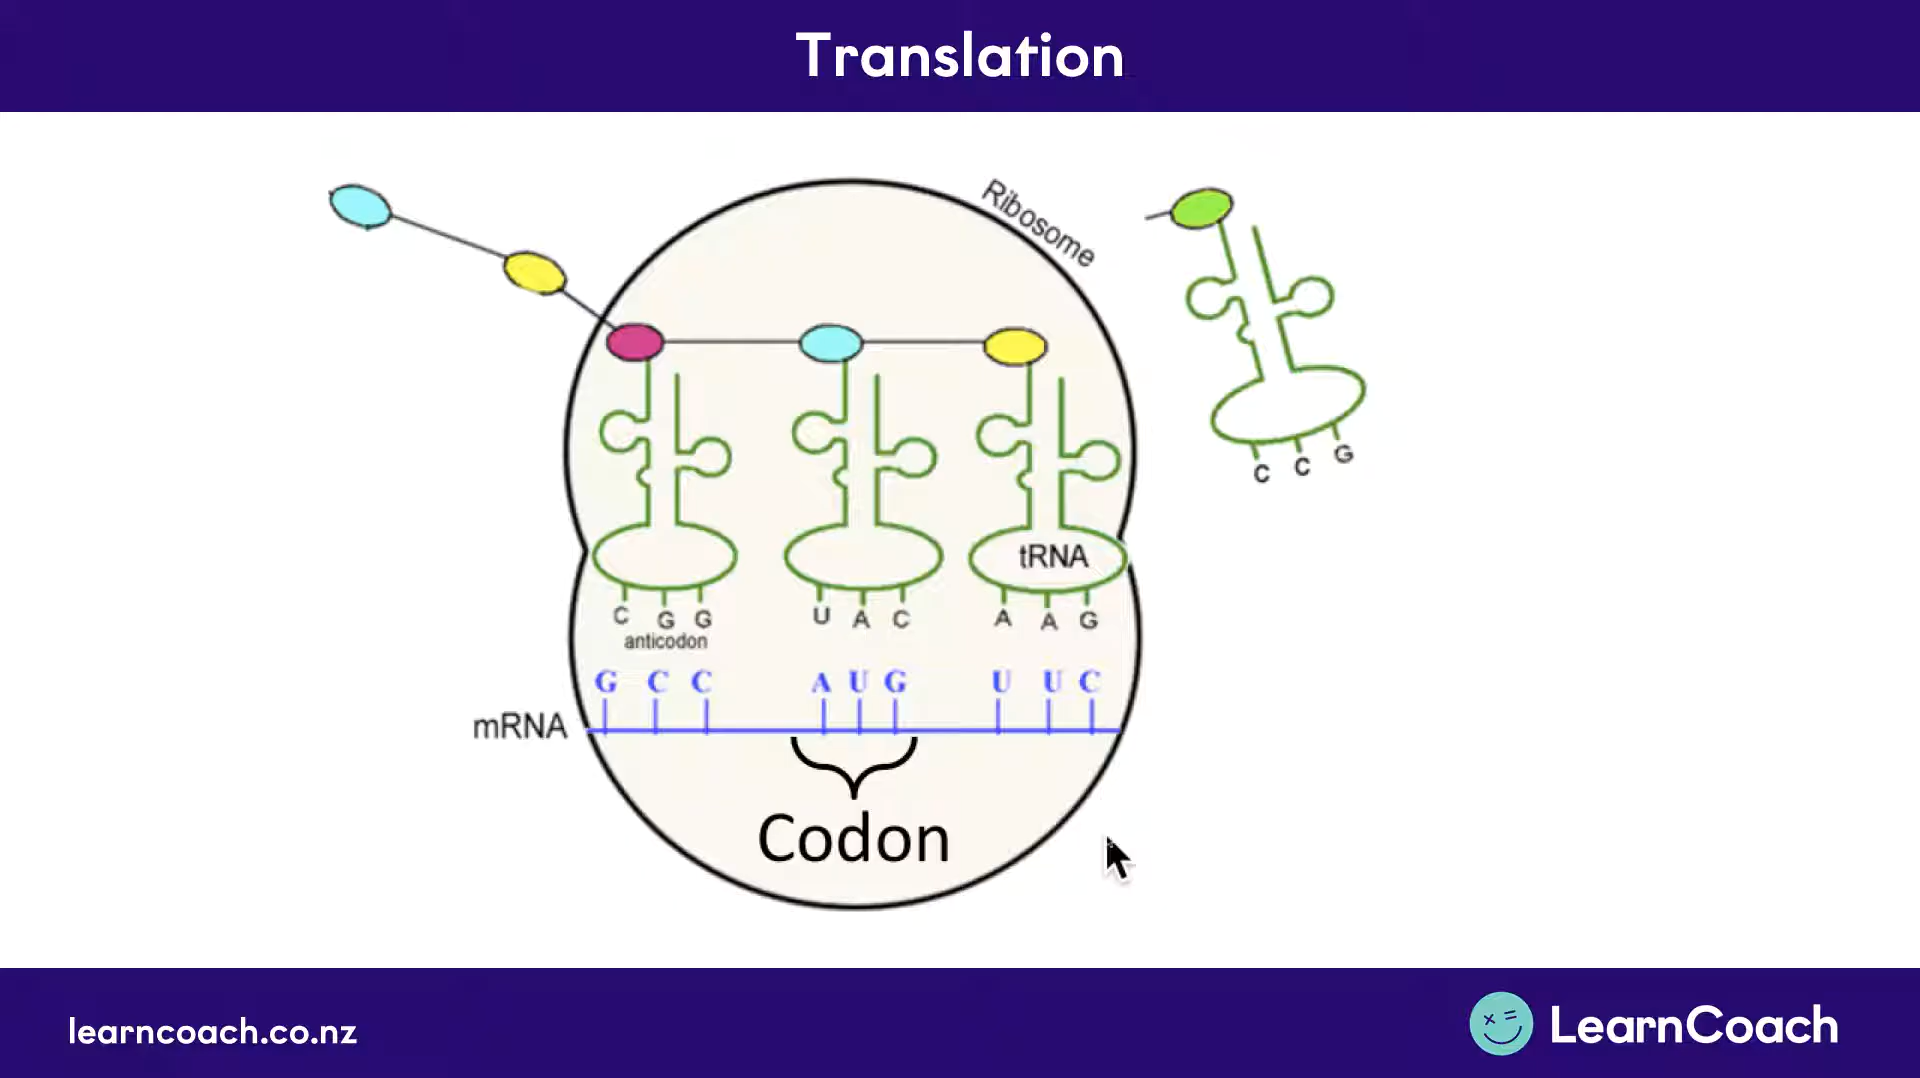 Translation
Ribosome
C C G
tRNA
C G G
U A C
A A G
anticodon
G C C
A U G
U U C
mRNA
Codon
learncoach.co.nz
LearnCoach